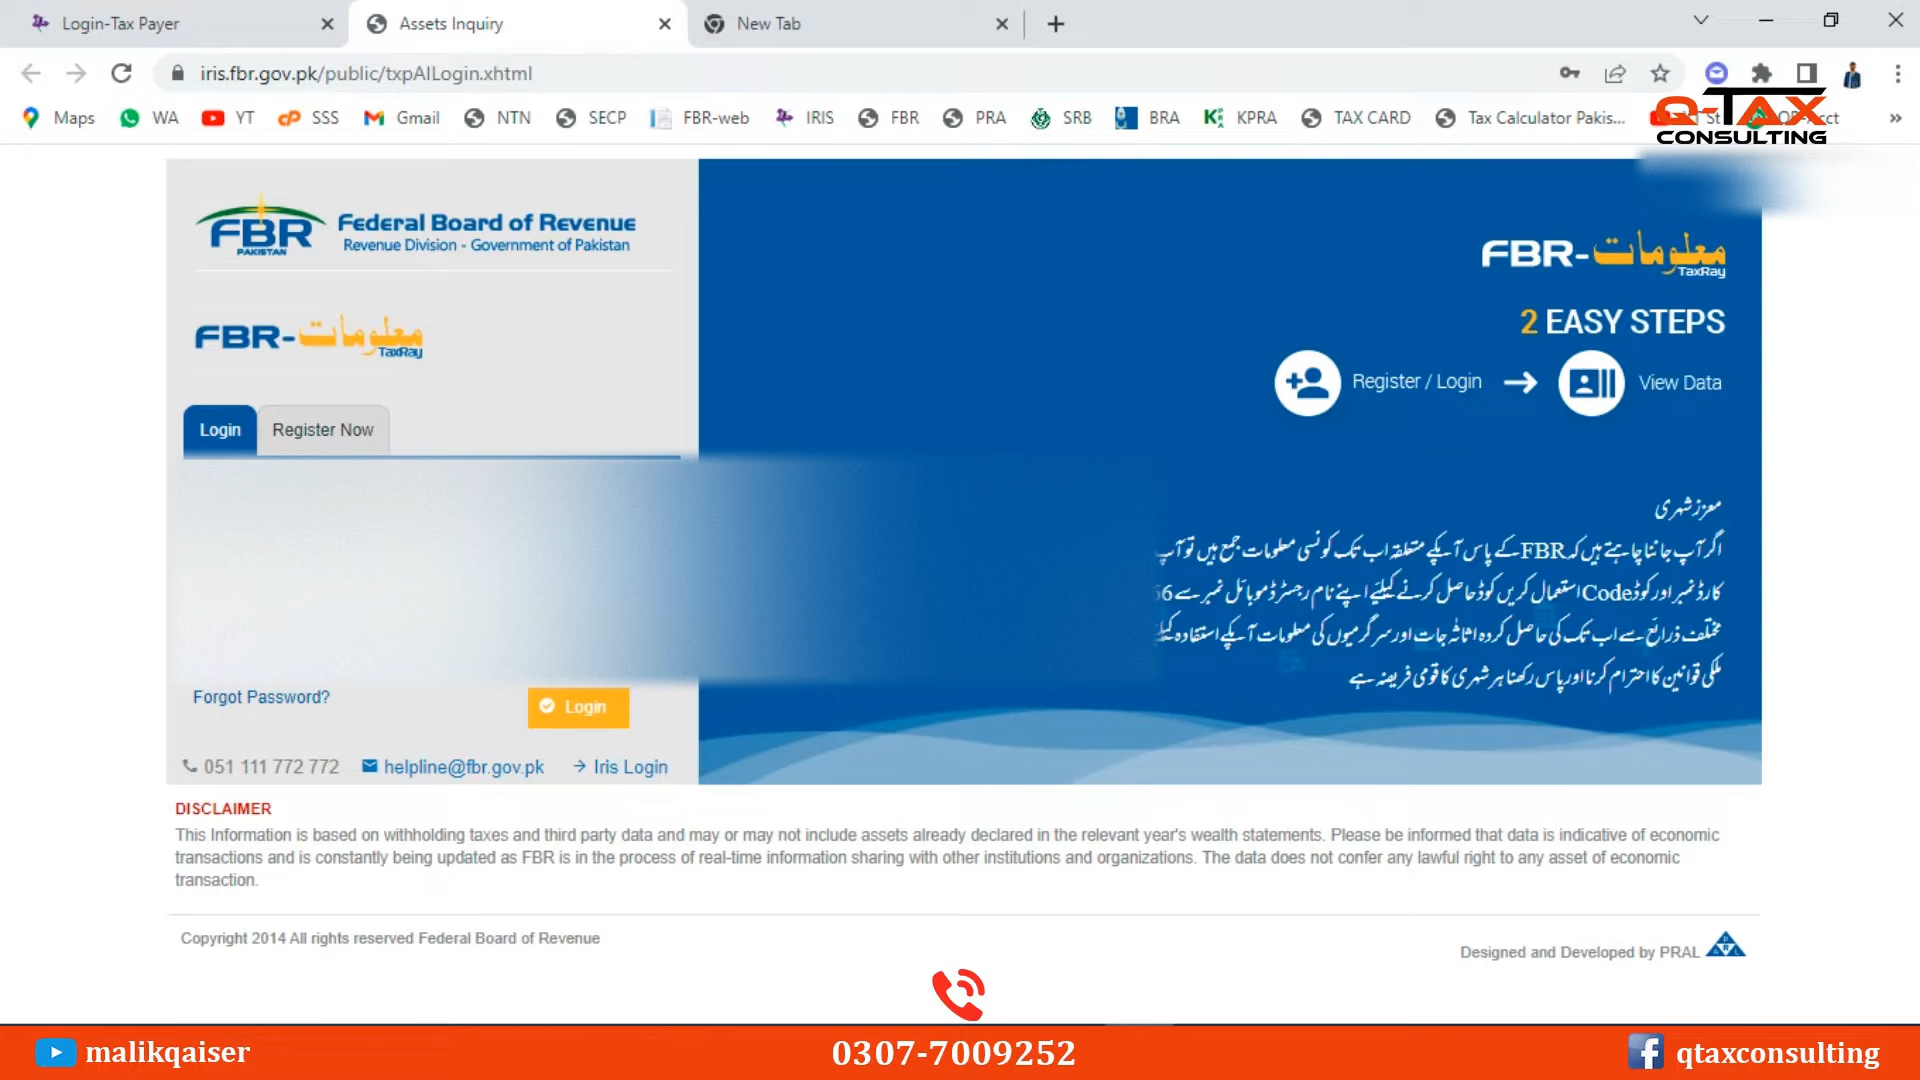 Login-Tax Payer
Assets Inquiry
New Tab
iris.fbr.gov.pk/public/txpAILogin.xhtml
Maps
WA
YT
SSS
Gmail
NTN
SECP
FBR-web
IRIS
FBR
PRA
SRB
BRA
KPRA
TAX CARD
Tax Calculator Pakis...
Q-TAX
CONSULTING
FBR
PAKISTAN
Federal Board of Revenue
Revenue Division - Government of Pakistan
FBR-معلومات
TaxRay
Login
Register Now
Forgot Password?
Login
051 111 772 772
helpline@fbr.gov.pk
Iris Login
FBR-معلومات
TaxRay
2 EASY STEPS
Register / Login
View Data
معزز شہری
اگر آپ جاننا چاہتے ہیں کہ FBR کے پاس آپکے متعلقہ اب تک کونسی معلومات جمع ہیں تو آپ
کارڈ نمبر اور کوڈ Code استعمال کریں کوڈ حاصل کرنے کیلئے اپنے نام رجسٹرڈ موبائل نمبر سے
مختلف ذرائع سے اب تک کی حاصل کردہ اثاثہ جات اور سرگرمیوں کی معلومات آپکے استفادہ کیلئے
ملکی قوانین کا احترام کرنا اور پاس رکھنا ہر شہری کا قومی فریضہ ہے
DISCLAIMER
This Information is based on withholding taxes and third party data and may or may not include assets already declared in the relevant year's wealth statements. Please be informed that data is indicative of economic
transactions and is constantly being updated as FBR is in the process of real-time information sharing with other institutions and organizations. The data does not confer any lawful right to any asset of economic
transaction.
Copyright 2014 All rights reserved Federal Board of Revenue
Designed and Developed by PRAL
malikqaiser
0307-7009252
qtaxconsulting